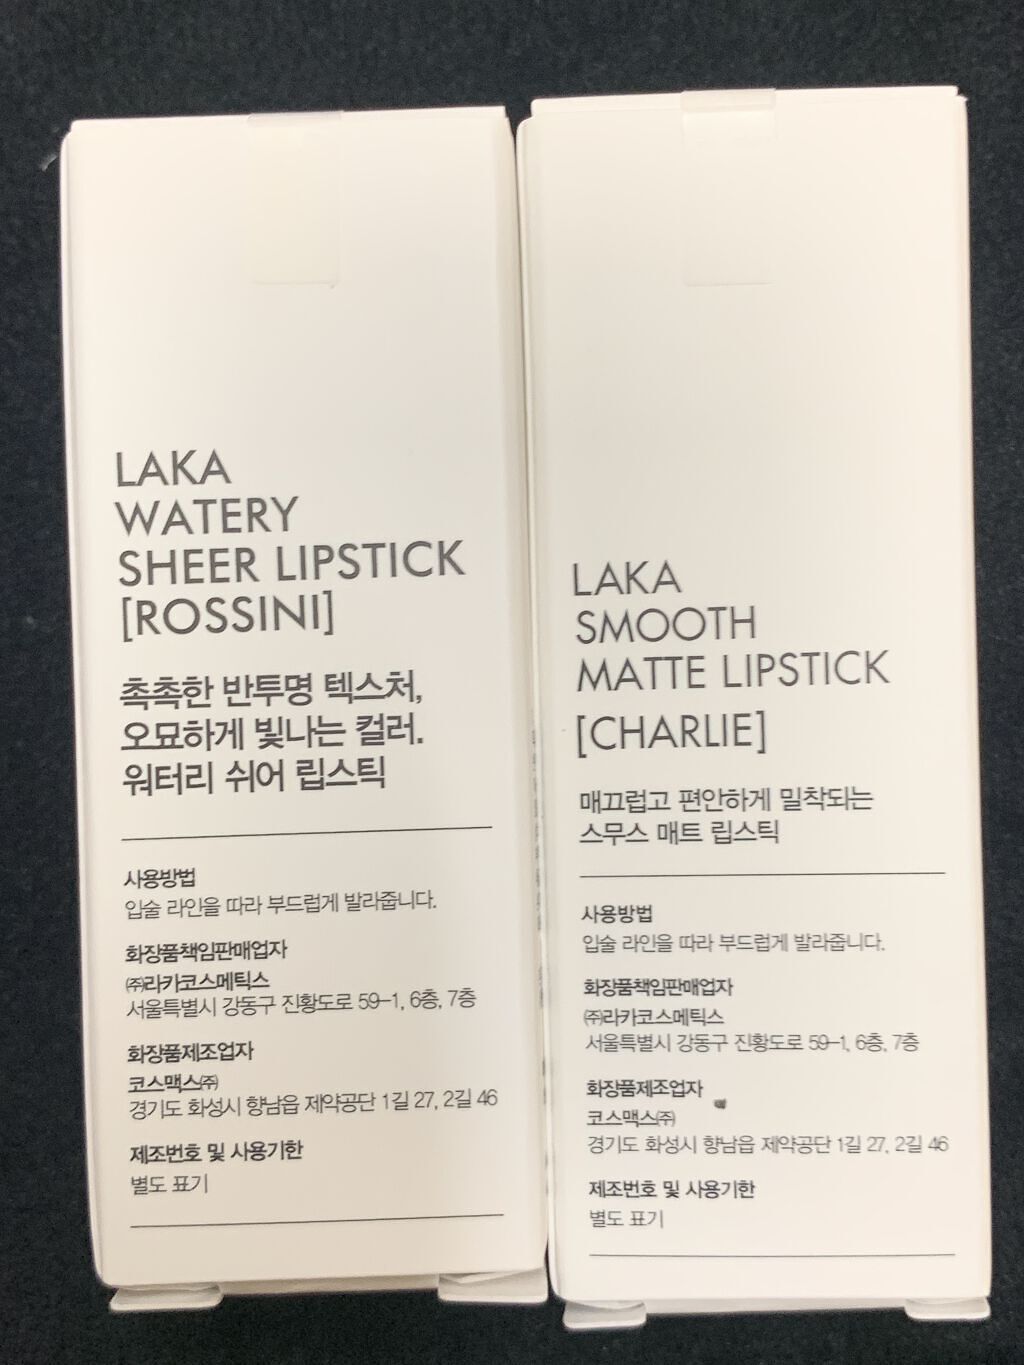 LAKA
WATERY
SHEER LIPSTICK
[ROSSINI]
촉촉한 반투명 텍스처,
오묘하게 빛나는 컬러.
워터리 쉬어 립스틱
사용방법
입술 라인을 따라 부드럽게 발라줍니다.
화장품책임판매업자
㈜라카코스메틱스
서울특별시 강동구 진황도로 59-1, 6층, 7층
화장품제조업자
코스맥스㈜
경기도 화성시 향남읍 제약공단 1길 27, 2길 46
제조번호 및 사용기한
별도 표기
LAKA
SMOOTH
MATTE LIPSTICK
[CHARLIE]
매끄럽고 편안하게 밀착되는
스무스 매트 립스틱
사용방법
입술 라인을 따라 부드럽게 발라줍니다.
화장품책임판매업자
㈜라카코스메틱스
서울특별시 강동구 진황도로 59-1, 6층, 7층
화장품제조업자
코스맥스㈜
경기도 화성시 향남읍 제약공단 1길 27, 2길 46
제조번호 및 사용기한
별도 표기